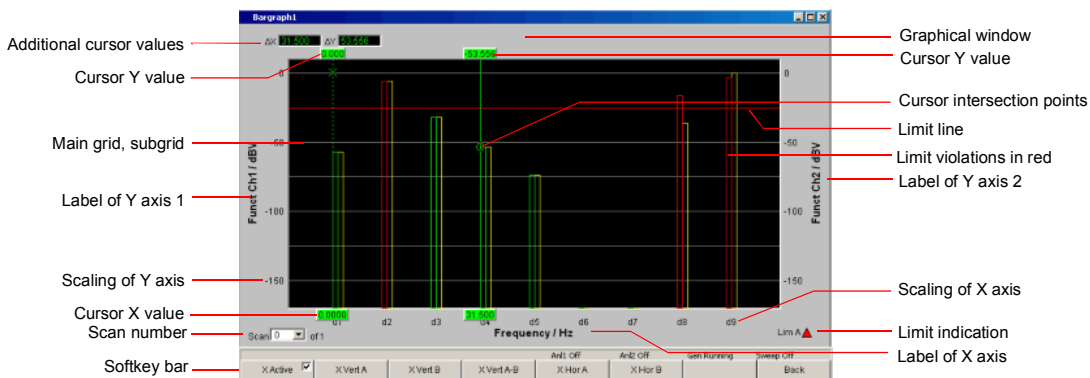 Bargraph1
Additional cursor values
ΔX 31.500 ΔY 53.556
Graphical window
Cursor Y value
0.000
-53.556
Cursor Y value
0
0
Cursor intersection points
Limit line
Main grid, subgrid
-50
-50
Limit violations in red
Label of Y axis 1
Funct Ch1 / dBV
Funct Ch2 / dBV
Label of Y axis 2
-100
-100
Scaling of Y axis
-150
-150
Scaling of X axis
Cursor X value
0.0000
31.500
d1 d2 d3 d4 d5 d6 d7 d8 d9
Scan number
Scan 0 of 1
Frequency / Hz
Lim A
Limit indication
Label of X axis
Anl1 Off Anl2 Off Gen Running Sweep Off
Softkey bar
X Active X Vert A X Vert B X Vert A-B X Hor A X Hor B Back